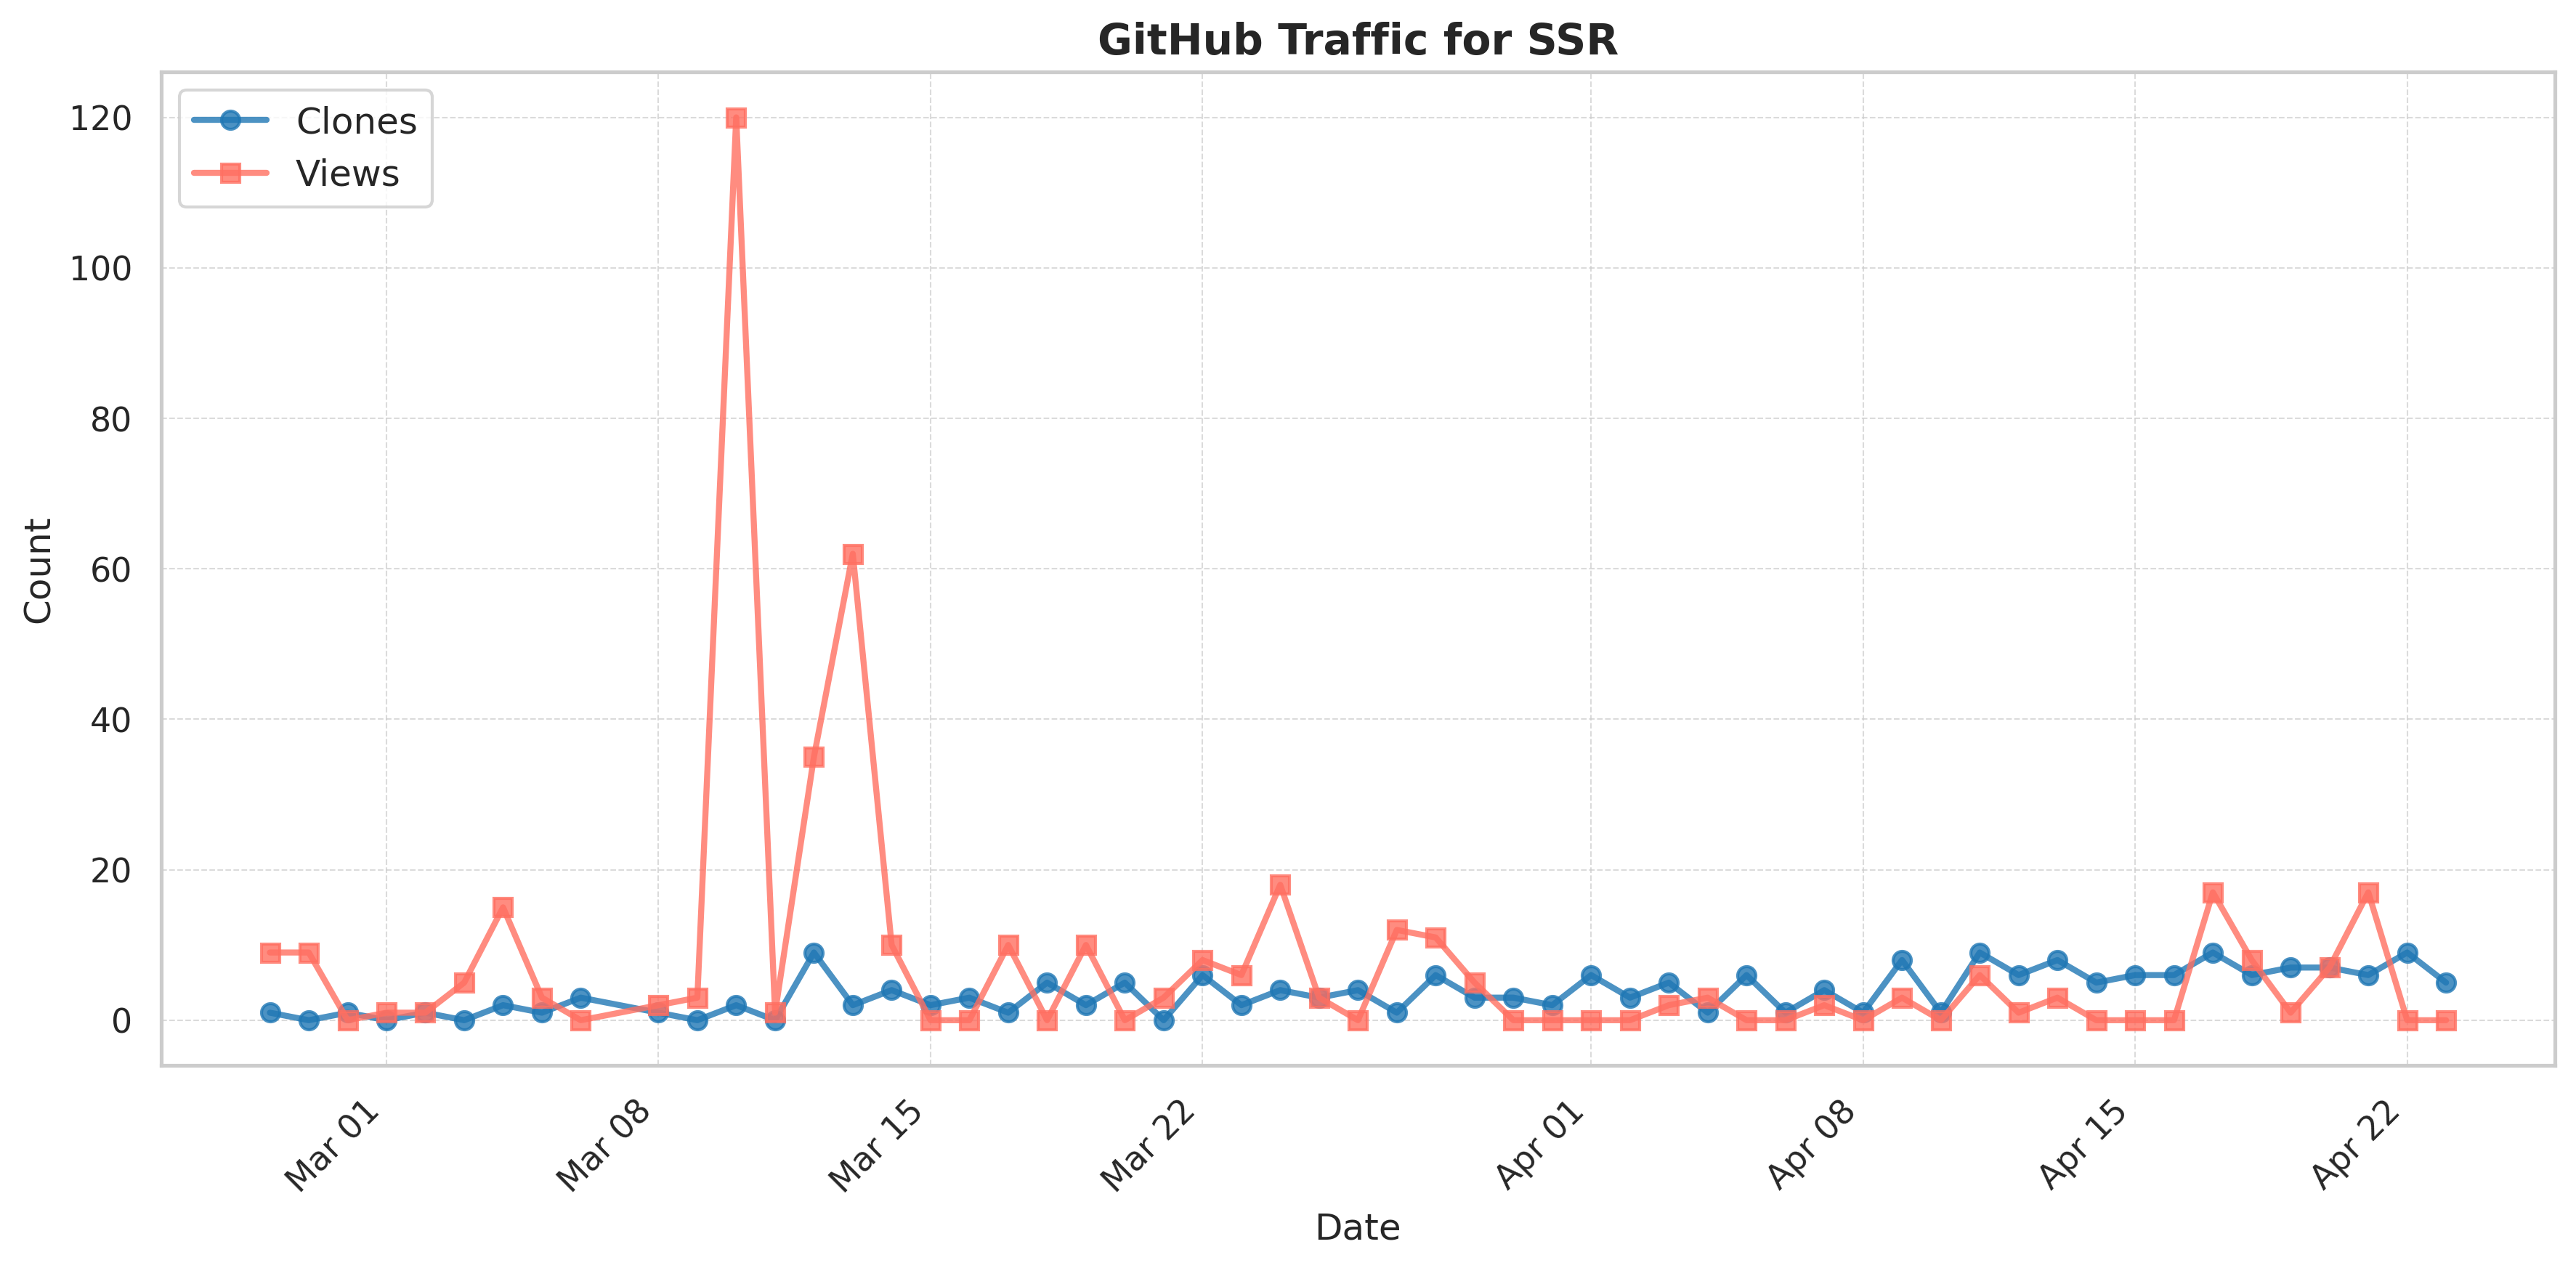 GitHub Traffic for SSR
Clones
Views
120
100
80
60
40
20
0
Count
Mar 01
Mar 08
Mar 15
Mar 22
Apr 01
Apr 08
Apr 15
Apr 22
Date